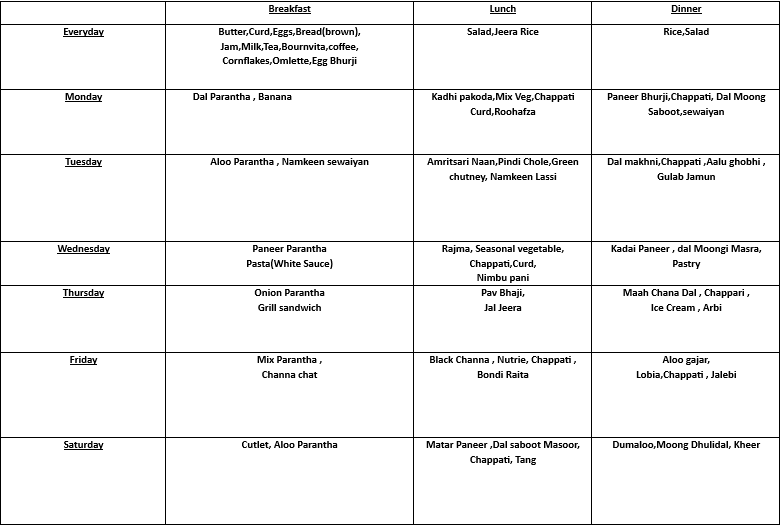 Breakfast Lunch Dinner
Everyday Butter,Curd,Eggs,Bread(brown), Salad,Jeera Rice Rice,Salad
Jam,Milk,Tea,Bournvita,coffee,
Cornflakes,Omlette,Egg Bhurji
Monday Dal Parantha , Banana Kadhi pakoda,Mix Veg,Chappati Paneer Bhurji,Chappati, Dal Moong
Curd,Roohafza Saboot,sewaiyan
Tuesday Aloo Parantha , Namkeen sewaiyan Amritsari Naan,Pindi Chole,Green Dal makhni,Chappati ,Aalu ghobhi ,
chutney, Namkeen Lassi Gulab Jamun
Wednesday Paneer Parantha Rajma, Seasonal vegetable, Kadai Paneer , dal Moongi Masra,
Pasta(White Sauce) Chappati,Curd, Pastry
Nimbu pani
Thursday Onion Parantha Pav Bhaji, Maah Chana Dal , Chappari ,
Grill sandwich Jal Jeera Ice Cream , Arbi
Friday Mix Parantha , Black Channa , Nutrie, Chappati , Aloo gajar,
Channa chat Bondi Raita Lobia,Chappati , Jalebi
Saturday Cutlet, Aloo Parantha Matar Paneer ,Dal saboot Masoor, Dumaloo,Moong Dhulidal, Kheer
Chappati, Tang